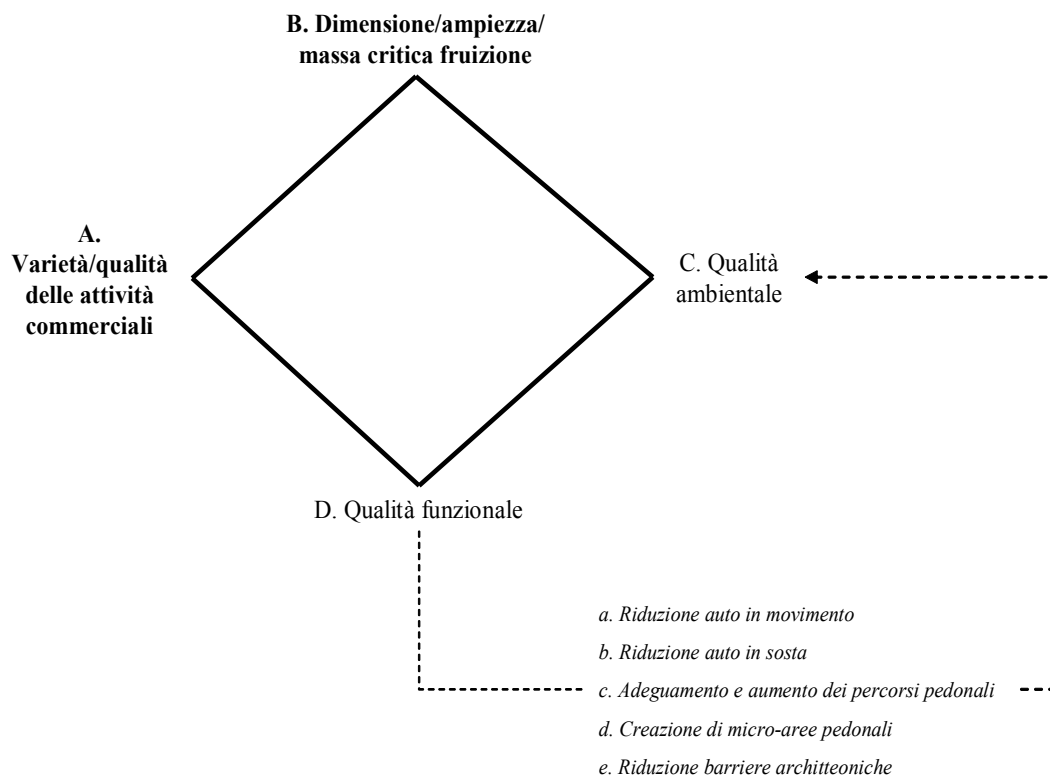 B. Dimensione/ampiezza/
massa critica fruizione
A.
Varietà/qualità
delle attività
commerciali
C. Qualità
ambientale
D. Qualità funzionale
a. Riduzione auto in movimento
b. Riduzione auto in sosta
c. Adeguamento e aumento dei percorsi pedonali
d. Creazione di micro-aree pedonali
e. Riduzione barriere architteoniche